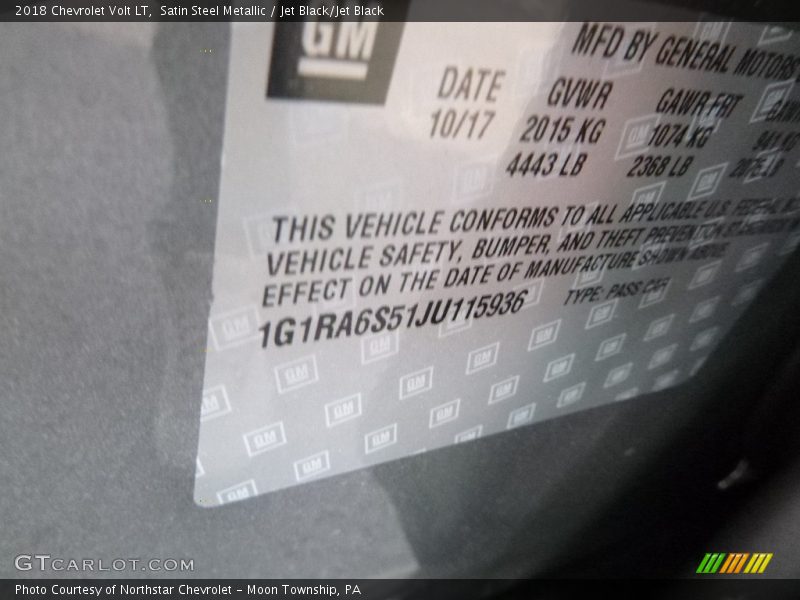 2018 Chevrolet Volt LT, Satin Steel Metallic / Jet Black/Jet Black
GM
MFD BY GENERAL MOTORS
DATE GVWR GAWR FRT
10/17 2015 KG 1074 KG 941 KG
4443 LB 2368 LB
THIS VEHICLE CONFORMS TO ALL APPLICABLE U.S. FEDERAL
VEHICLE SAFETY, BUMPER, AND THEFT PREVENTION STANDARDS IN
EFFECT ON THE DATE OF MANUFACTURE SHOWN ABOVE.
1G1RA6S51JU115936 TYPE: PASS CAR
GTCARLOT.COM
Photo Courtesy of Northstar Chevrolet - Moon Township, PA